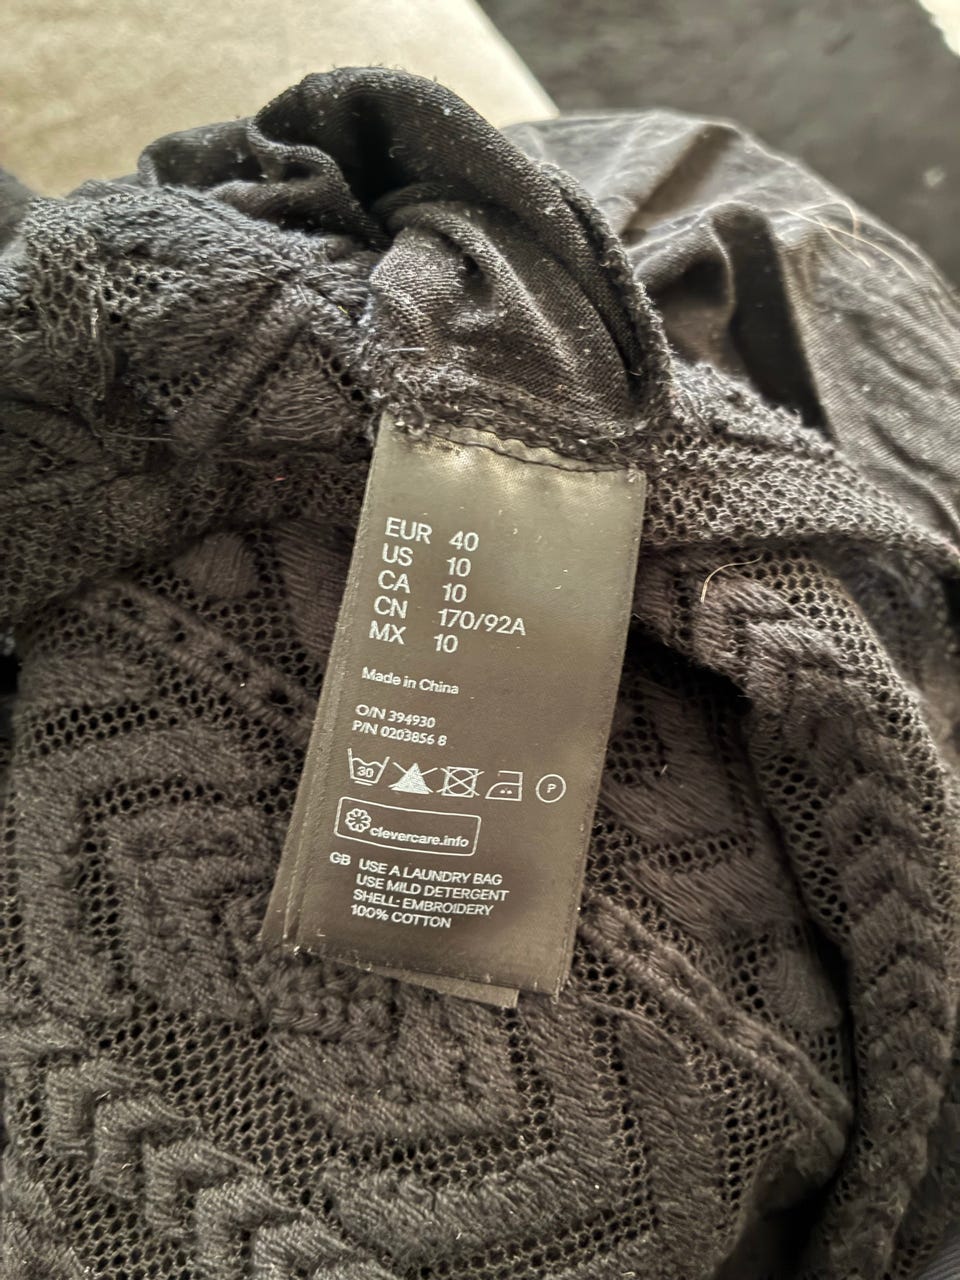 EUR 40
US 10
CA 10
CN 170/92A
MX 10
Made in China
O/N 394930
P/N 0203856 8
30 P
clevercare.info
GB USE A LAUNDRY BAG
USE MILD DETERGENT
SHELL: EMBROIDERY
100% COTTON